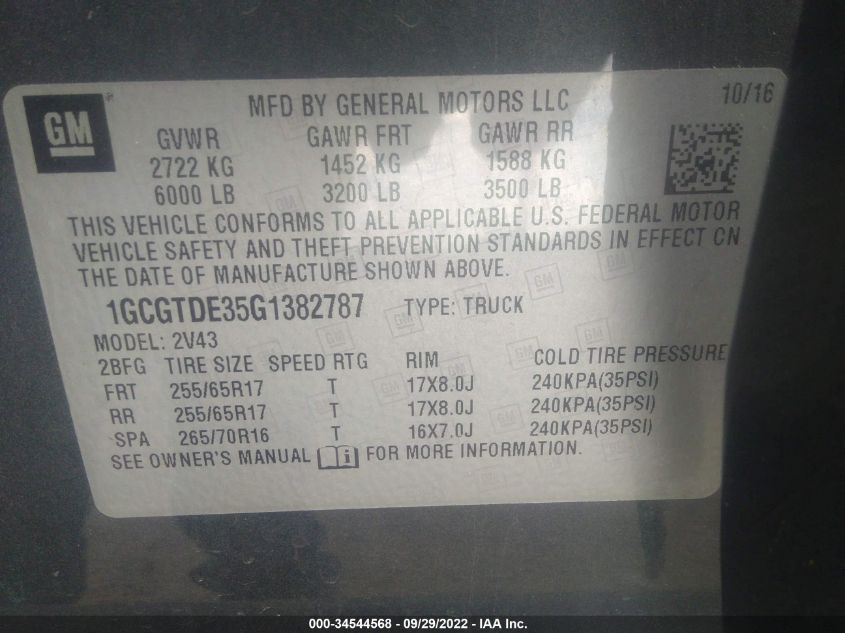 GM
MFD BY GENERAL MOTORS LLC 10/16
GVWR GAWR FRT GAWR RR
2722 KG 1452 KG 1588 KG
6000 LB 3200 LB 3500 LB
THIS VEHICLE CONFORMS TO ALL APPLICABLE U.S. FEDERAL MOTOR
VEHICLE SAFETY AND THEFT PREVENTION STANDARDS IN EFFECT ON
THE DATE OF MANUFACTURE SHOWN ABOVE.
1GCGTDE35G1382787 TYPE: TRUCK
MODEL: 2V43
2BFG TIRE SIZE SPEED RTG RIM COLD TIRE PRESSURE
FRT 255/65R17 T 17X8.0J 240KPA(35PSI)
RR 255/65R17 T 17X8.0J 240KPA(35PSI)
SPA 265/70R16 T 16X7.0J 240KPA(35PSI)
SEE OWNER'S MANUAL i FOR MORE INFORMATION.
000-34544568 - 09/29/2022 - IAA Inc.